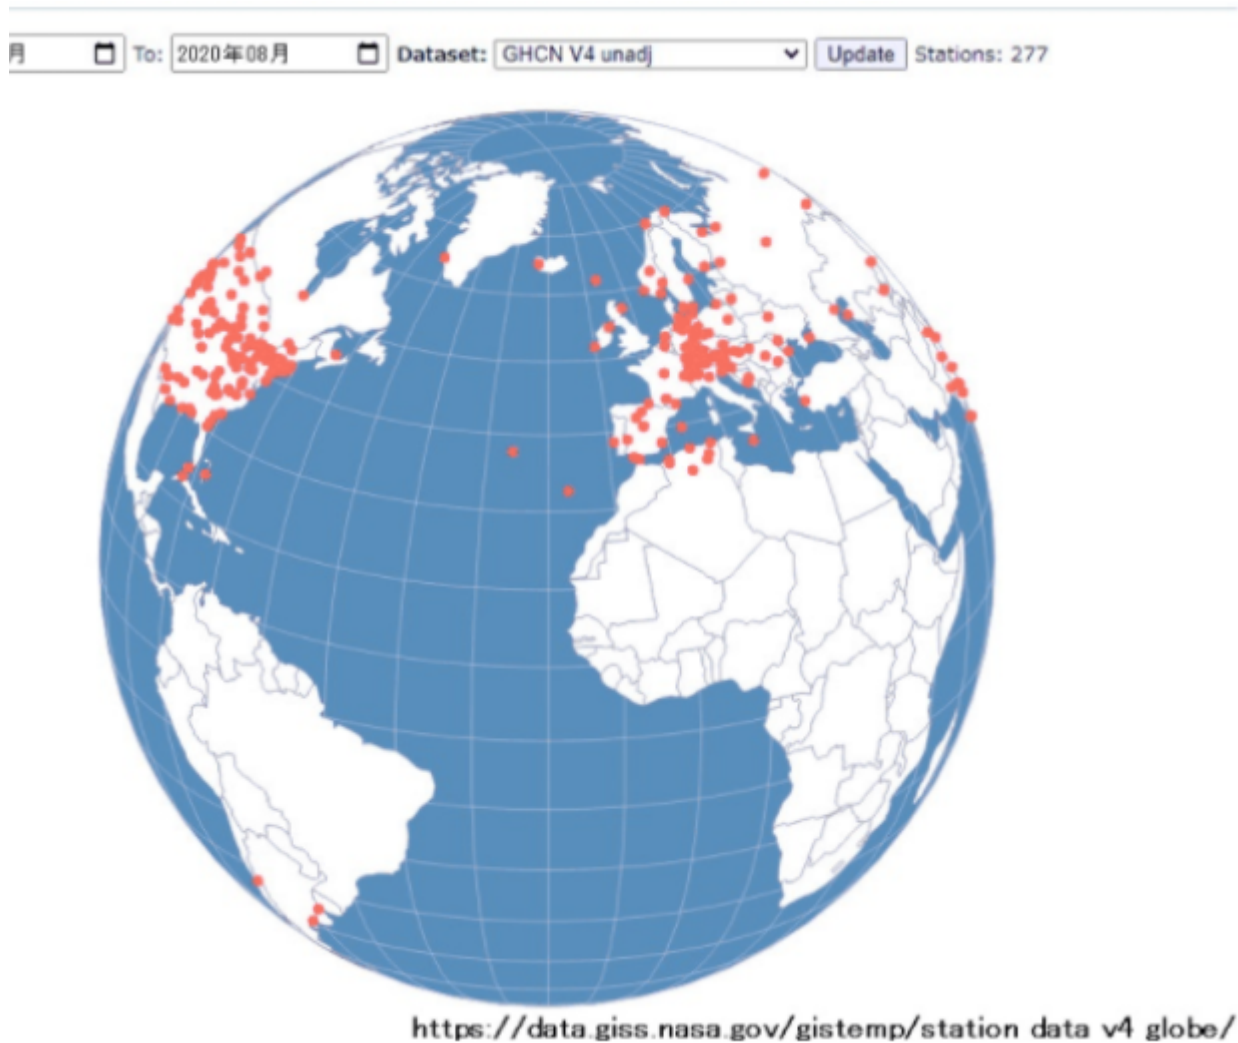 月 To: 2020年08月 Dataset: GHCN V4 unadj Update Stations: 277
https://data.giss.nasa.gov/gistemp/station data v4 globe/